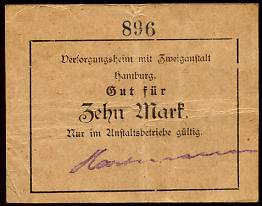 896
Versorgungsheim mit Zweiganstalt
Hamburg.
Gut für
Zehn Mark.
Nur im Anstaltsbetriebe gültig.